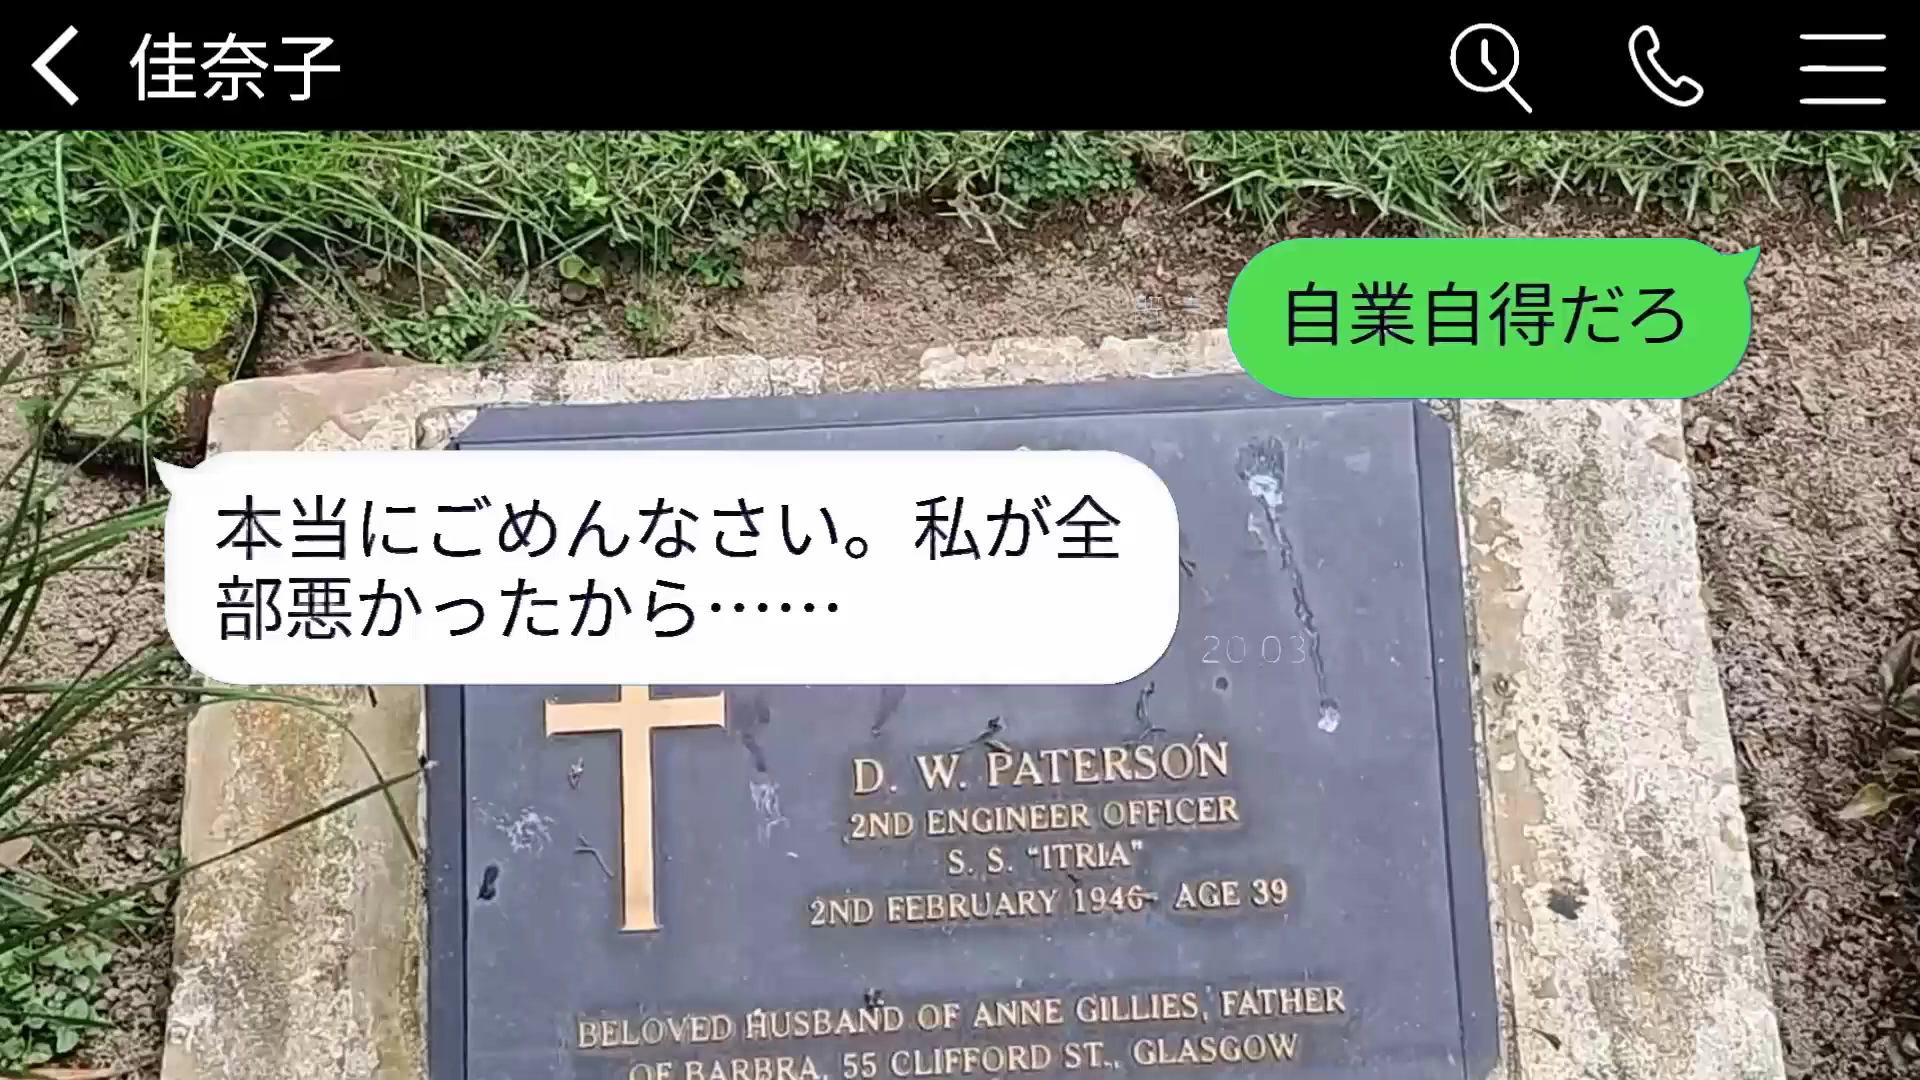 佳奈子
自業自得だろ
本当にごめんなさい。私が全
部悪かったから……
20 03
D. W. PATERSON
2ND ENGINEER OFFICER
S. S. "ITRIA"
2ND FEBRUARY 1946 AGE 39
BELOVED HUSBAND OF ANNE GILLIES, FATHER
OF BARBRA, 55 CLIFFORD ST., GLASGOW